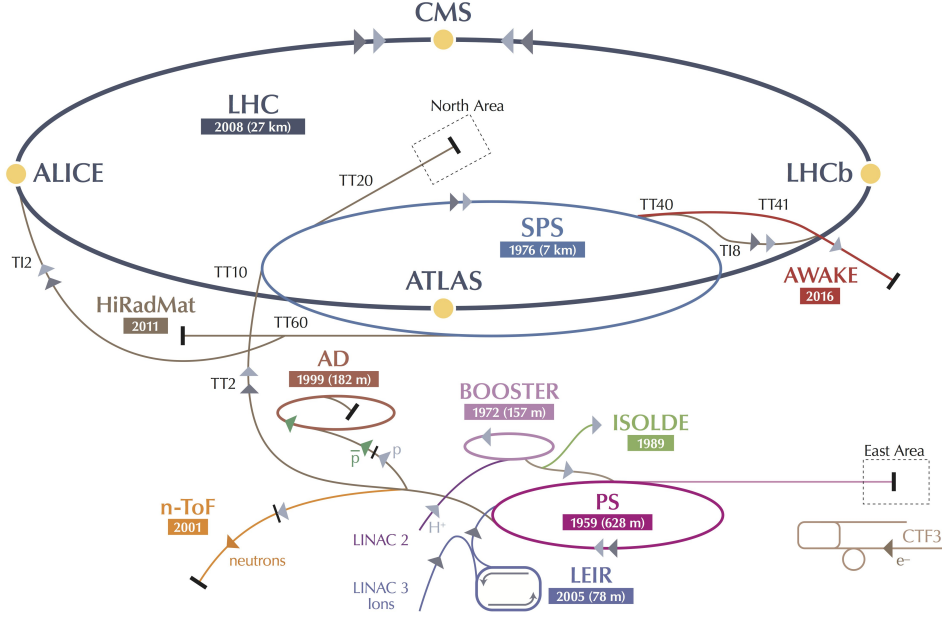 CMS
LHC
2008 (27 km)
North Area
ALICE
LHCb
TT20
TT40
TT41
SPS
1976 (7 km)
TI2
TT10
TI8
ATLAS
AWAKE
2016
HiRadMat
2011
TT60
AD
1999 (182 m)
TT2
BOOSTER
1972 (157 m)
ISOLDE
1989
p
p̅
East Area
n-ToF
2001
PS
1959 (628 m)
H⁺
LINAC 2
neutrons
CTF3
e⁻
LEIR
2005 (78 m)
LINAC 3
Ions